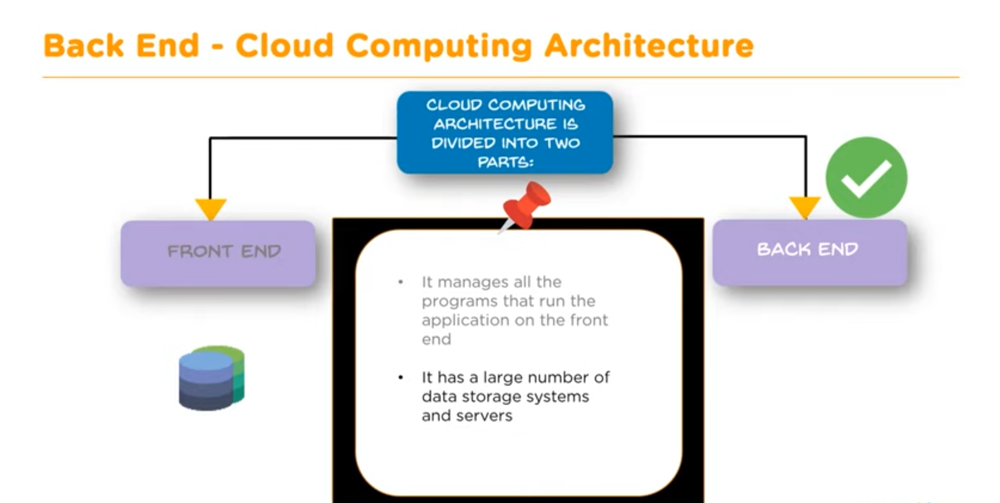 Back End - Cloud Computing Architecture
CLOUD COMPUTING
ARCHITECTURE IS
DIVIDED INTO TWO
PARTS:
FRONT END
BACK END
• It manages all the
programs that run the
application on the front
end
• It has a large number of
data storage systems
and servers